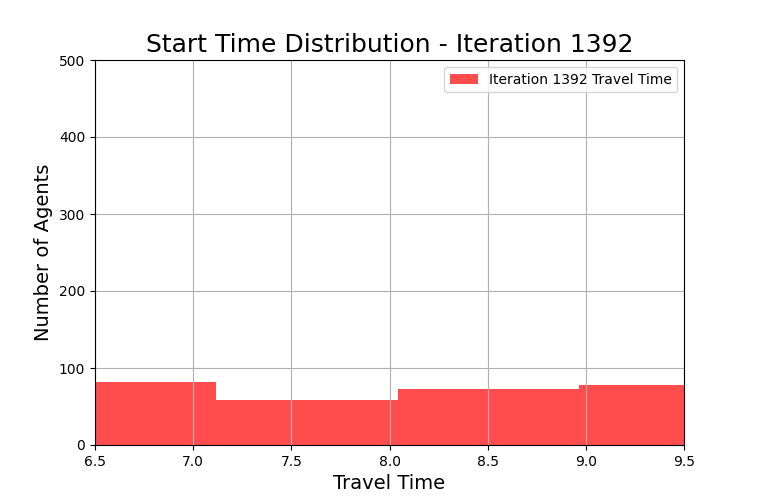 Start Time Distribution - Iteration 1392
Iteration 1392 Travel Time
Number of Agents
500
400
300
200
100
0
6.5 7.0 7.5 8.0 8.5 9.0 9.5
Travel Time